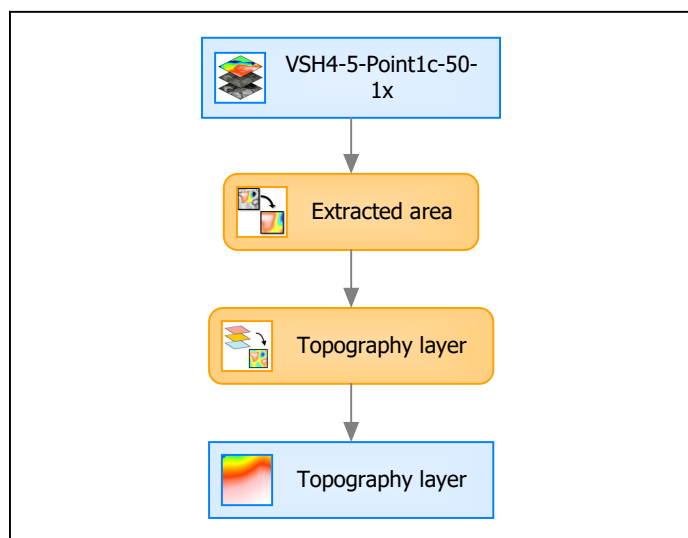 VSH4-5-Point1c-50-
1x
Extracted area
Topography layer
Topography layer